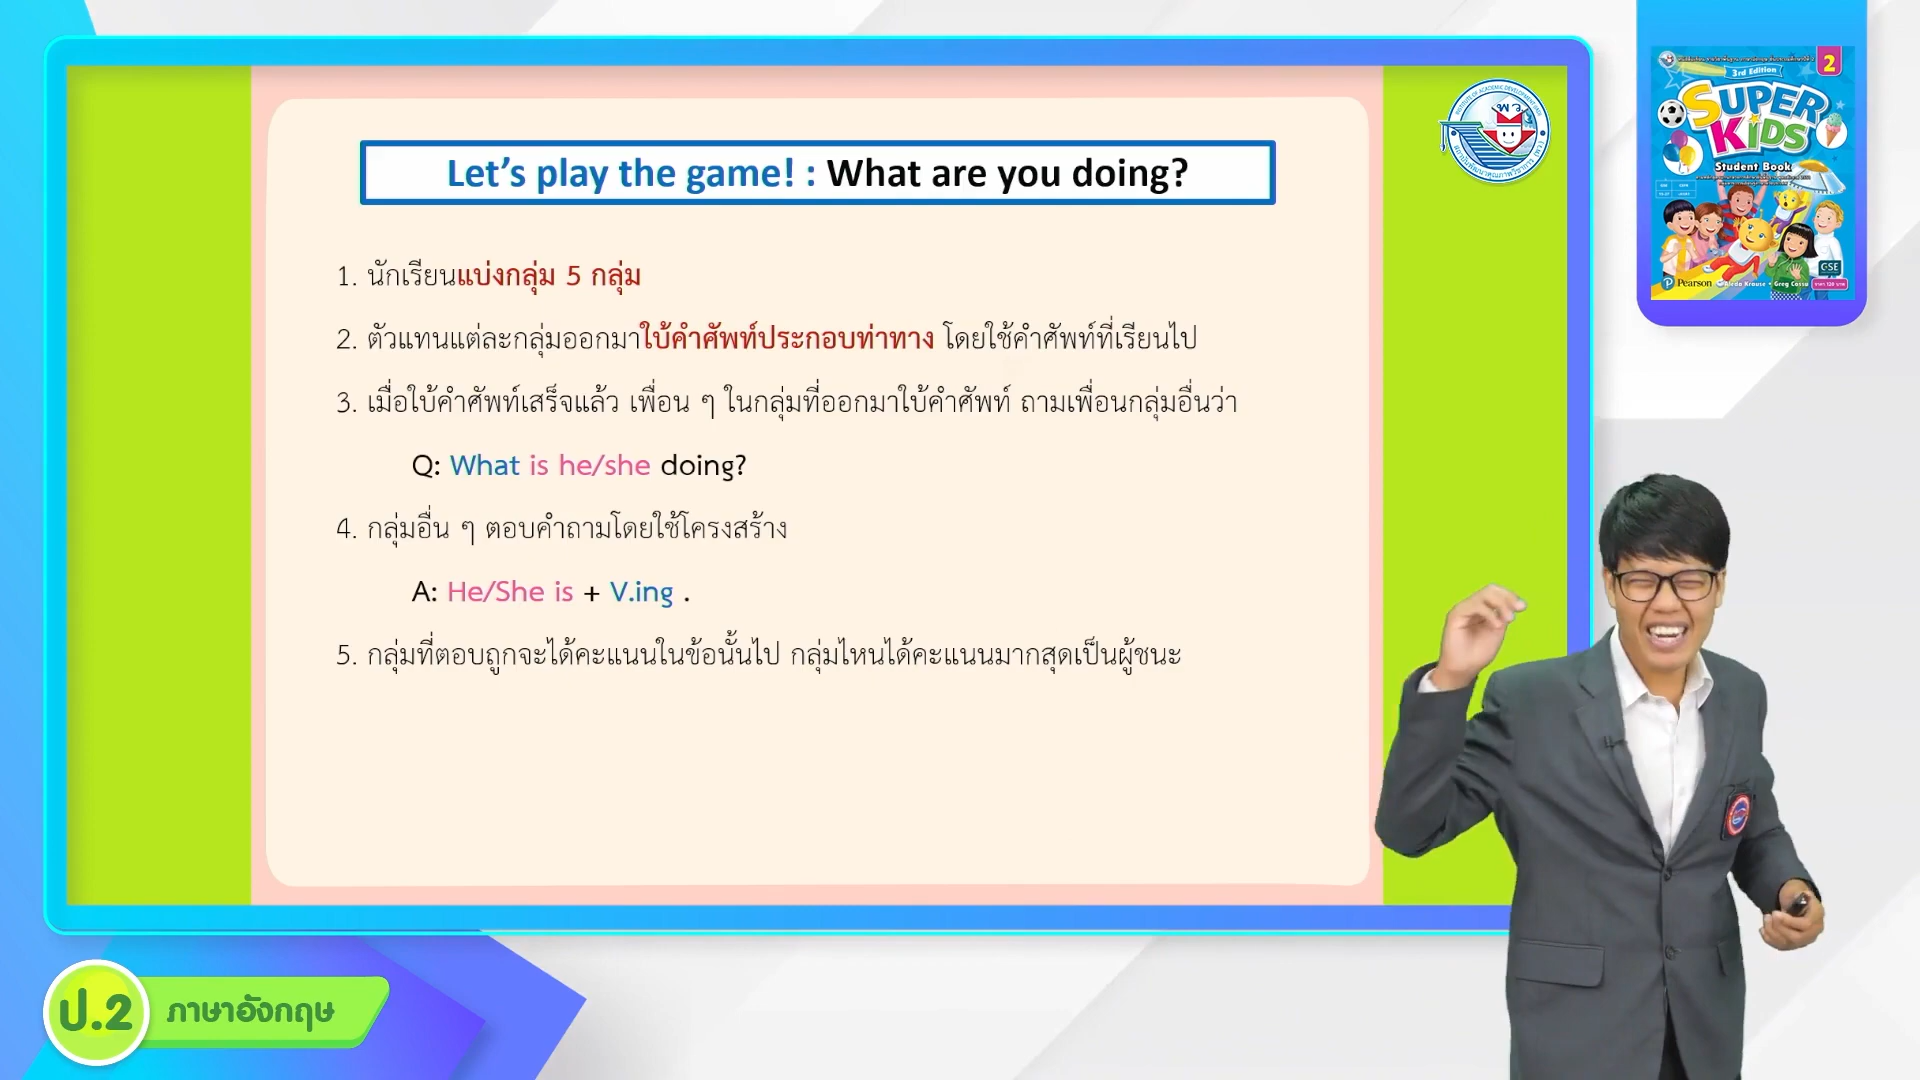 Let’s play the game! : What are you doing?
1. นักเรียนแบ่งกลุ่ม 5 กลุ่ม
2. ตัวแทนแต่ละกลุ่มออกมาใบ้คำศัพท์ประกอบท่าทาง โดยใช้คำศัพท์ที่เรียนไป
3. เมื่อใบ้คำศัพท์เสร็จแล้ว เพื่อน ๆ ในกลุ่มที่ออกมาใบ้คำศัพท์ ถามเพื่อนกลุ่มอื่นว่า
Q: What is he/she doing?
4. กลุ่มอื่น ๆ ตอบคำถามโดยใช้โครงสร้าง
A: He/She is + V.ing .
5. กลุ่มที่ตอบถูกจะได้คะแนนในข้อนั้นไป กลุ่มไหนได้คะแนนมากสุดเป็นผู้ชนะ
พว.
2
3rd Edition
SUPER
KiDS
Student Book
GSE
Pearson
Aleda Krause • Greg Cossu
ป.2 ภาษาอังกฤษ